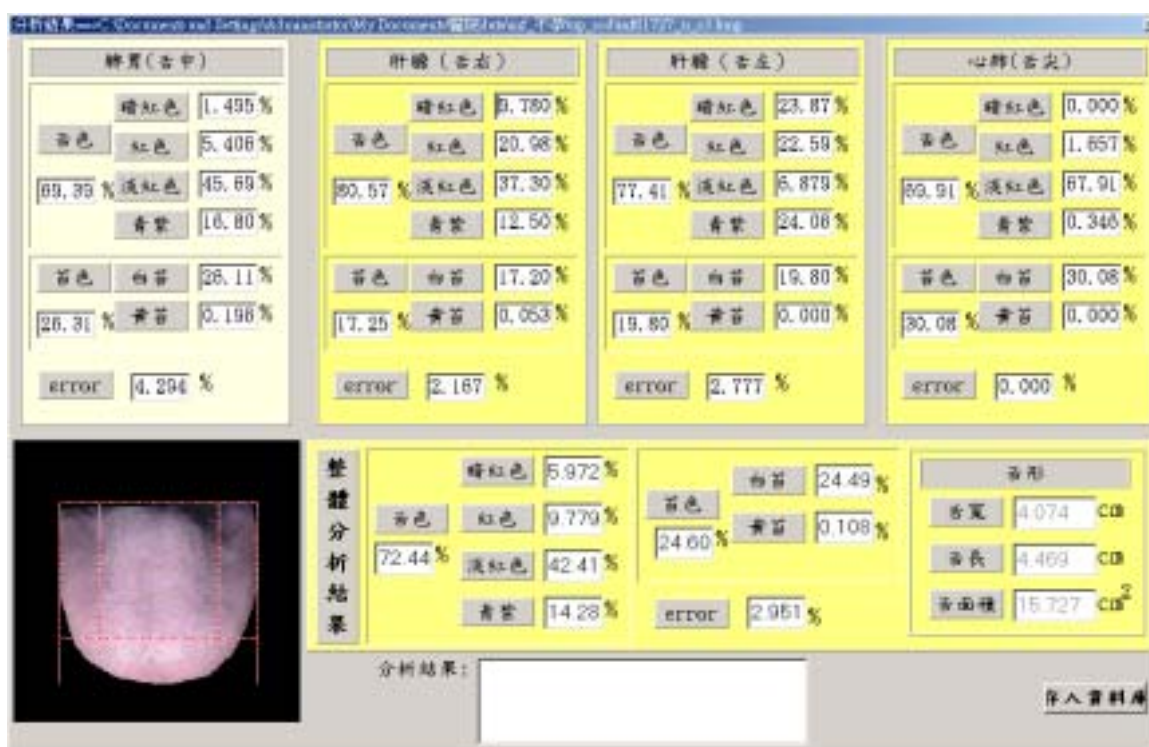 脾胃(舌中)
舌色 69.39 %
暗紅色 1.495 %
紅色 5.406 %
淡紅色 45.69 %
青紫 16.80 %
苔色 26.31 %
白苔 26.11 %
黄苔 0.198 %
error 4.294 %
肝膽(舌右)
舌色 80.57 %
暗紅色 9.780 %
紅色 20.98 %
淡紅色 37.30 %
青紫 12.50 %
苔色 17.25 %
白苔 17.20 %
黄苔 0.053 %
error 2.167 %
肝膽(舌左)
舌色 77.41 %
暗紅色 23.87 %
紅色 22.59 %
淡紅色 6.879 %
青紫 24.08 %
苔色 19.80 %
白苔 19.80 %
黄苔 0.000 %
error 2.777 %
心肺(舌尖)
舌色 69.91 %
暗紅色 0.000 %
紅色 1.657 %
淡紅色 67.91 %
青紫 0.346 %
苔色 30.08 %
白苔 30.08 %
黄苔 0.000 %
error 0.000 %
整體分析結果
舌色 72.44 %
暗紅色 5.972 %
紅色 9.779 %
淡紅色 42.41 %
青紫 14.28 %
苔色 24.60 %
白苔 24.49 %
黄苔 0.108 %
error 2.951 %
舌形
舌寬 4.074 cm
舌長 4.469 cm
舌面積 15.727 cm²
分析結果:
存入資料庫